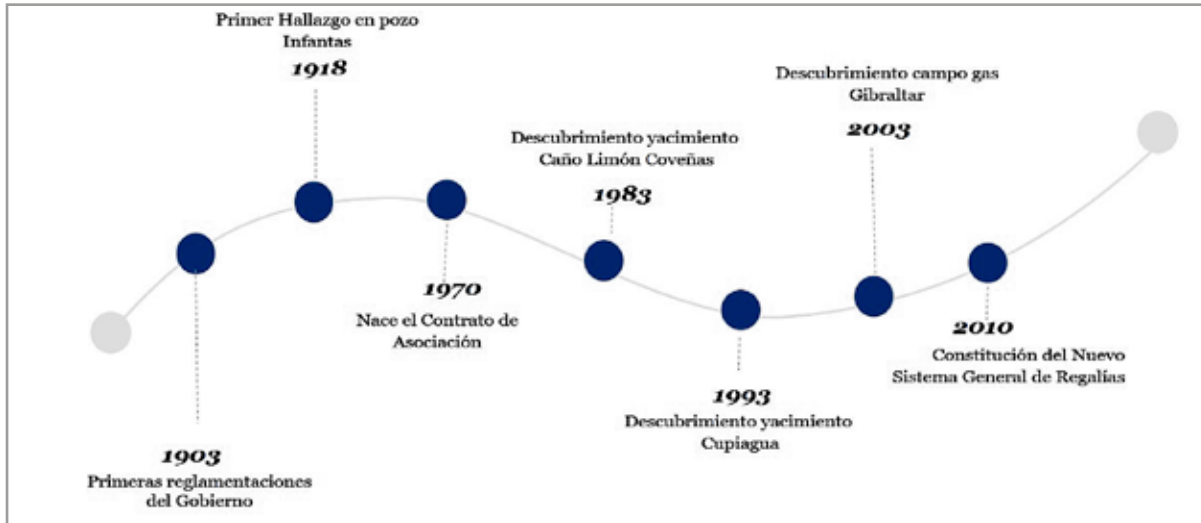 Primer Hallazgo en pozo
Infantas
1918
Descubrimiento campo gas
Gibraltar
2003
Descubrimiento yacimiento
Caño Limón Coveñas
1983
1970
Nace el Contrato de
Asociación
2010
Constitución del Nuevo
Sistema General de Regalías
1993
Descubrimiento yacimiento
Cupiagua
1903
Primeras reglamentaciones
del Gobierno